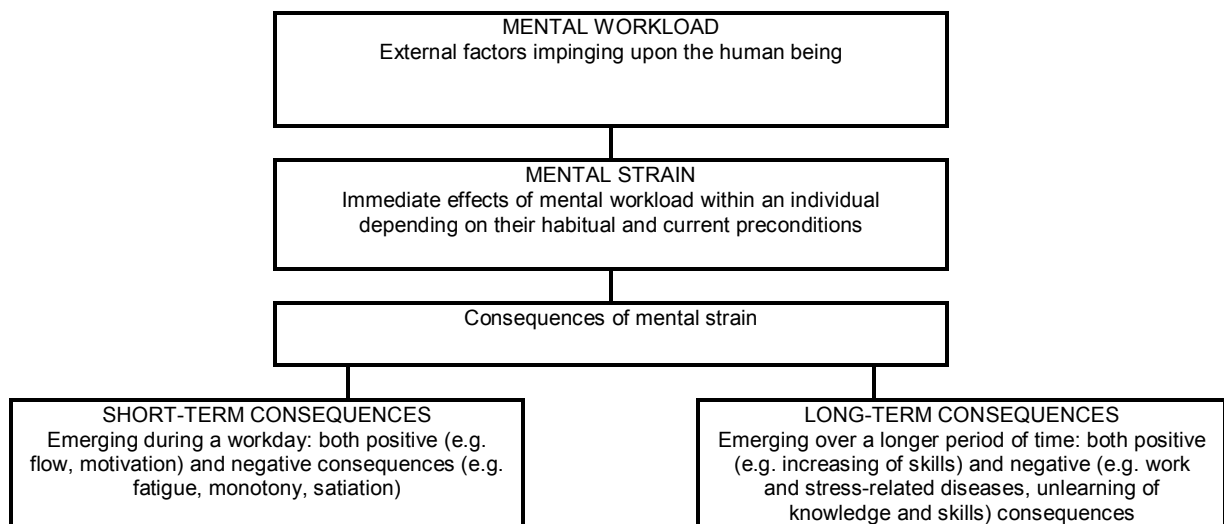 MENTAL WORKLOAD
External factors impinging upon the human being
MENTAL STRAIN
Immediate effects of mental workload within an individual
depending on their habitual and current preconditions
Consequences of mental strain
SHORT-TERM CONSEQUENCES
Emerging during a workday: both positive (e.g.
flow, motivation) and negative consequences (e.g.
fatigue, monotony, satiation)
LONG-TERM CONSEQUENCES
Emerging over a longer period of time: both positive
(e.g. increasing of skills) and negative (e.g. work
and stress-related diseases, unlearning of
knowledge and skills) consequences